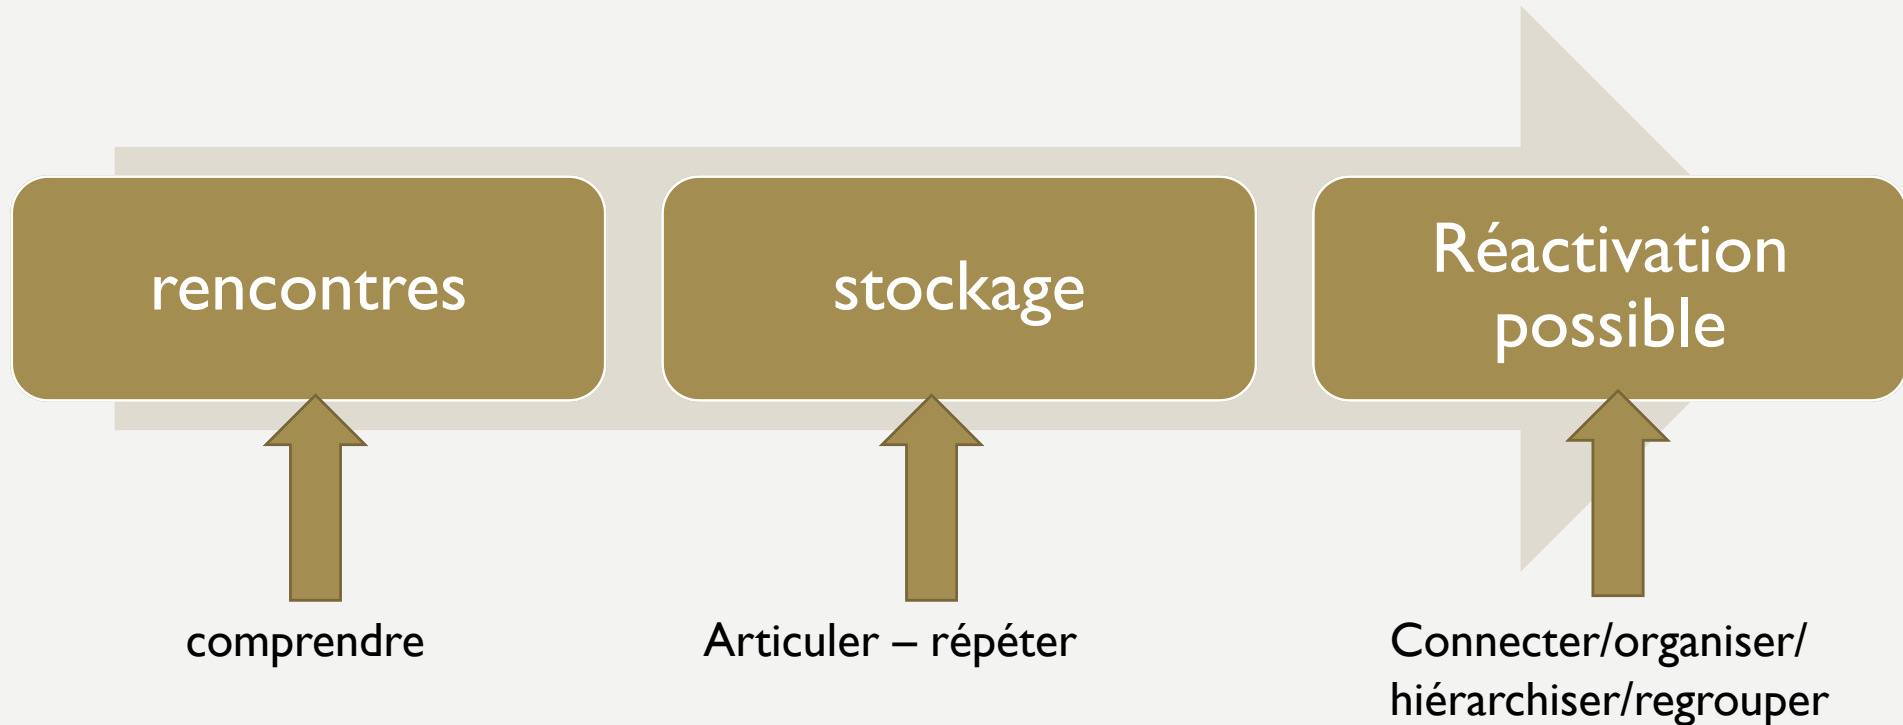 rencontres
stockage
Réactivation
possible
comprendre
Articuler – répéter
Connecter/organiser/
hiérarchiser/regrouper